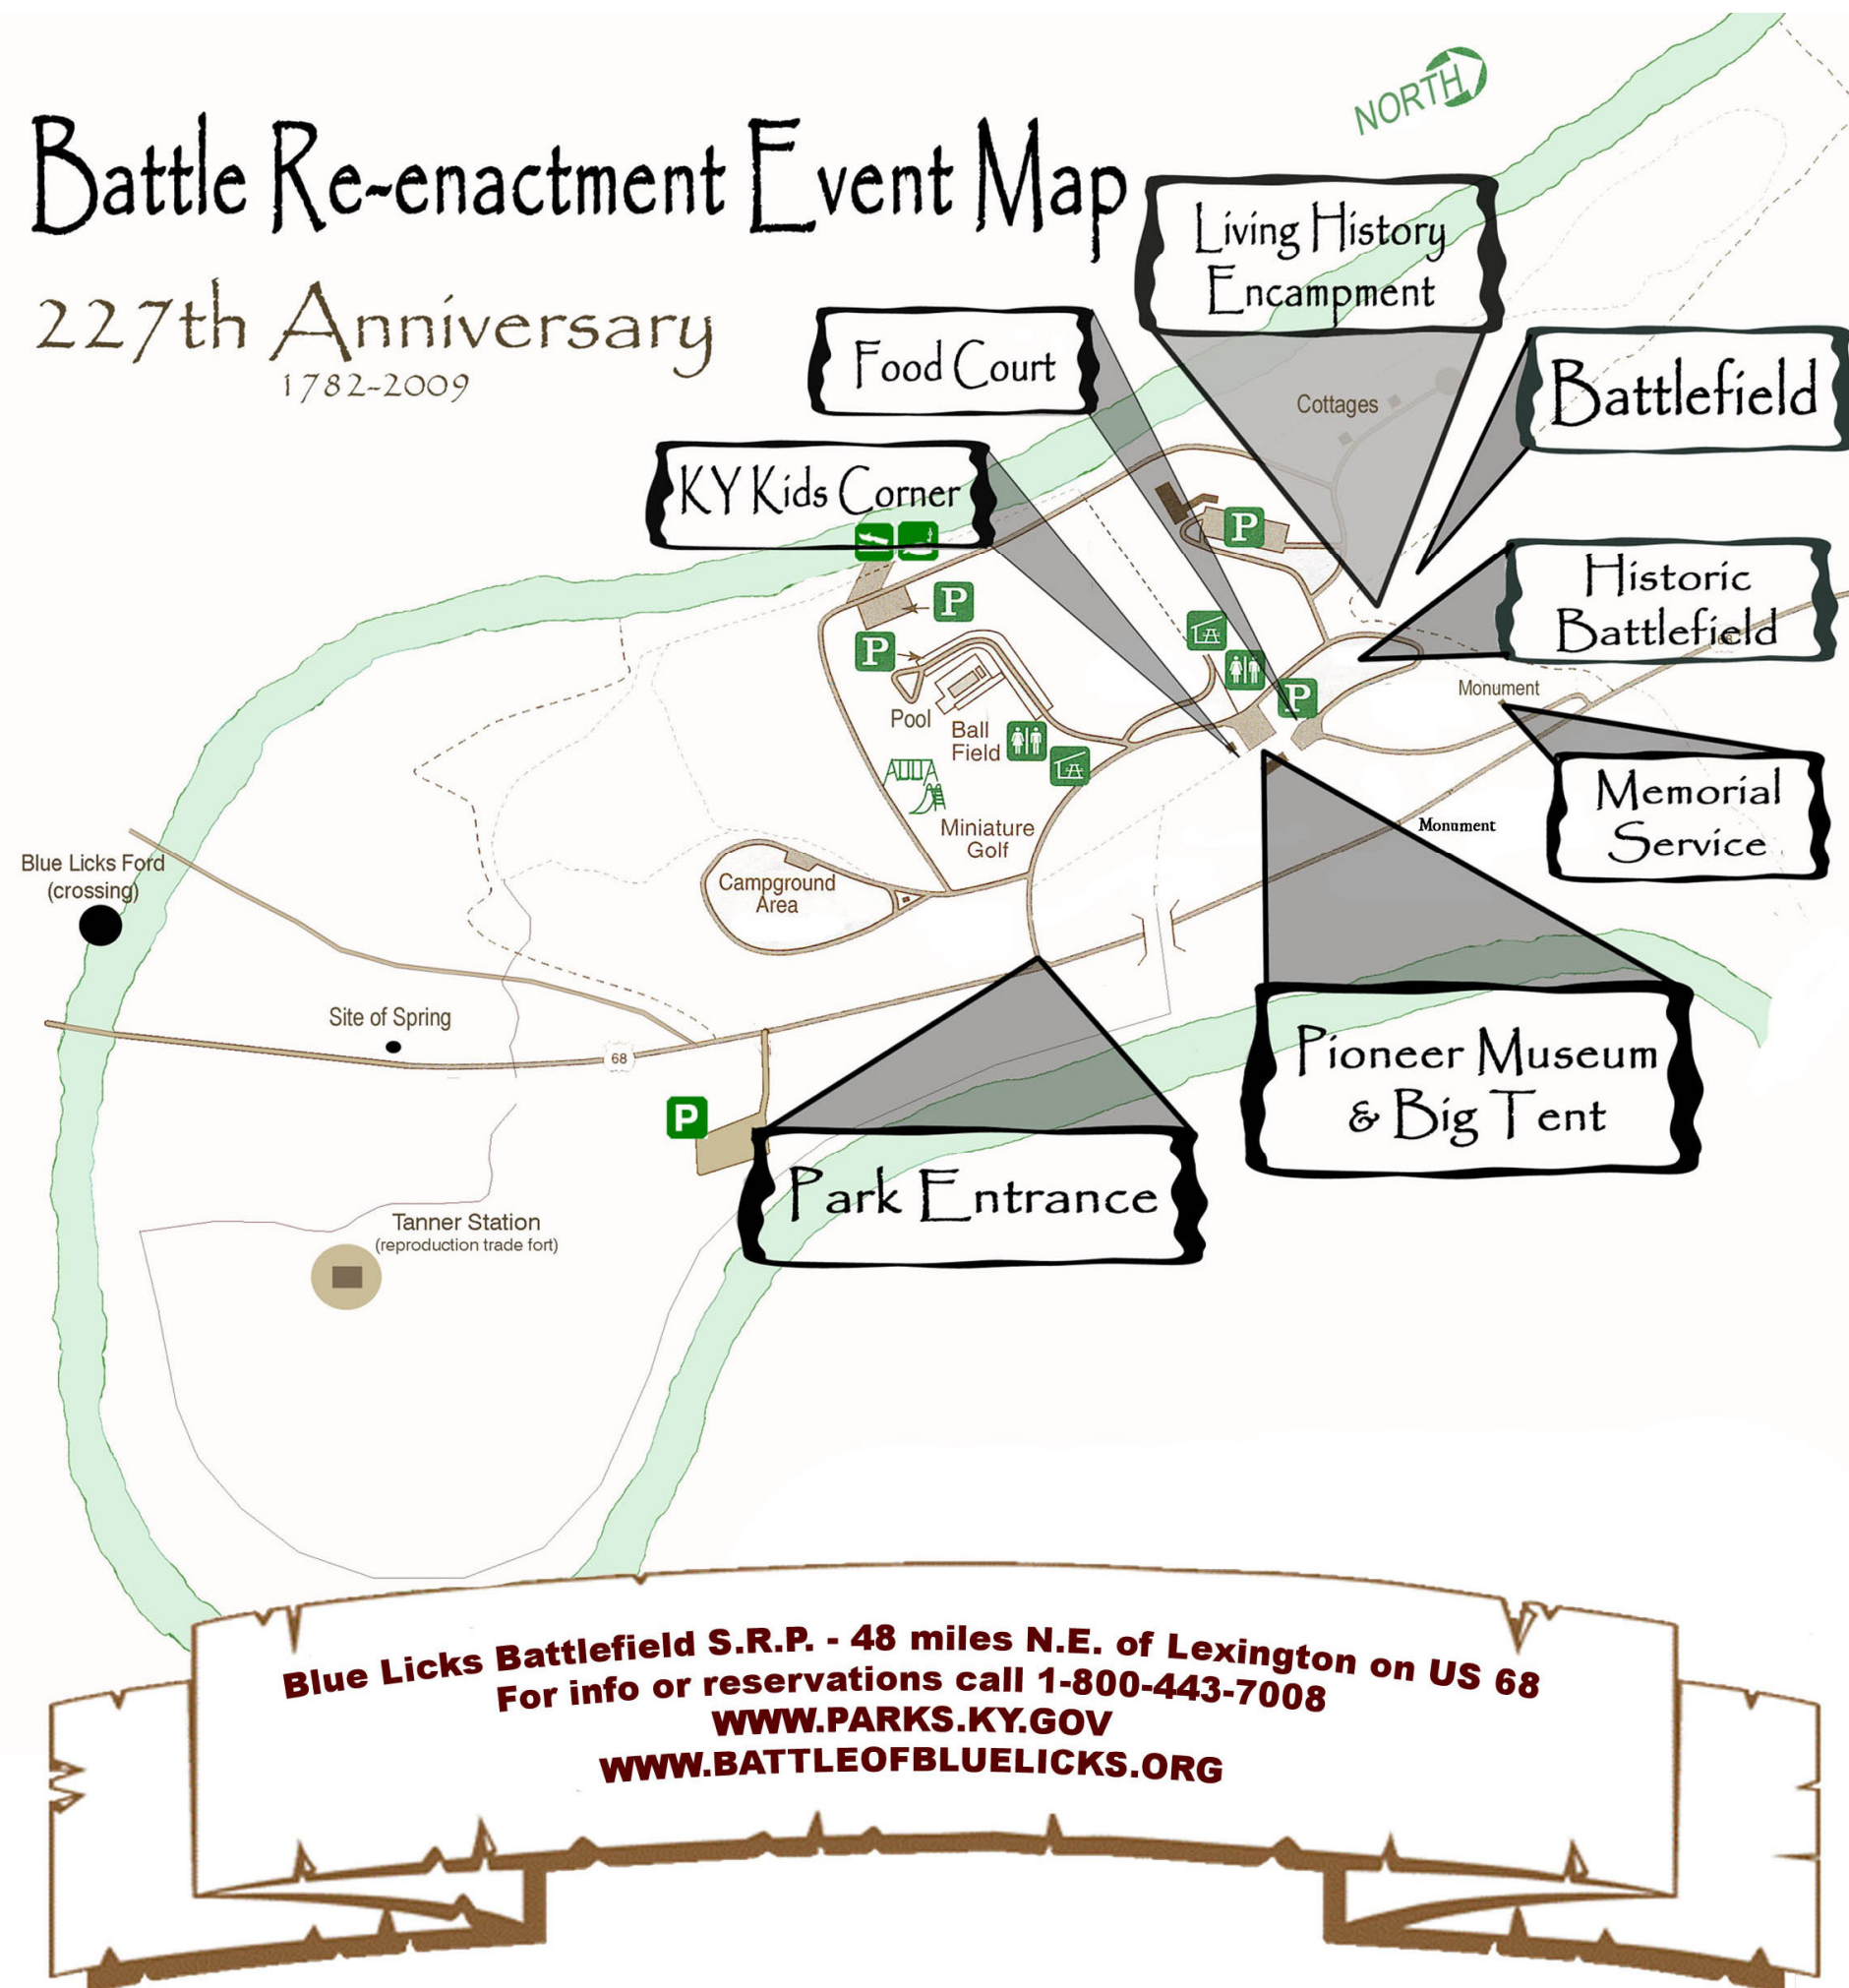 NORTH
Battle Re-enactment Event Map
227th Anniversary
1782-2009
Living History
Encampment
Food Court
Battlefield
Cottages
KY Kids Corner
P
Historic
Battlefield
P
P
P
Monument
Pool
Ball
Field
Memorial
Service
Miniature
Golf
Monument
Blue Licks Ford
(crossing)
Campground
Area
Site of Spring
68
Pioneer Museum
& Big Tent
P
Park Entrance
Tanner Station
(reproduction trade fort)
Blue Licks Battlefield S.R.P. - 48 miles N.E. of Lexington on US 68
For info or reservations call 1-800-443-7008
WWW.PARKS.KY.GOV
WWW.BATTLEOFBLUELICKS.ORG